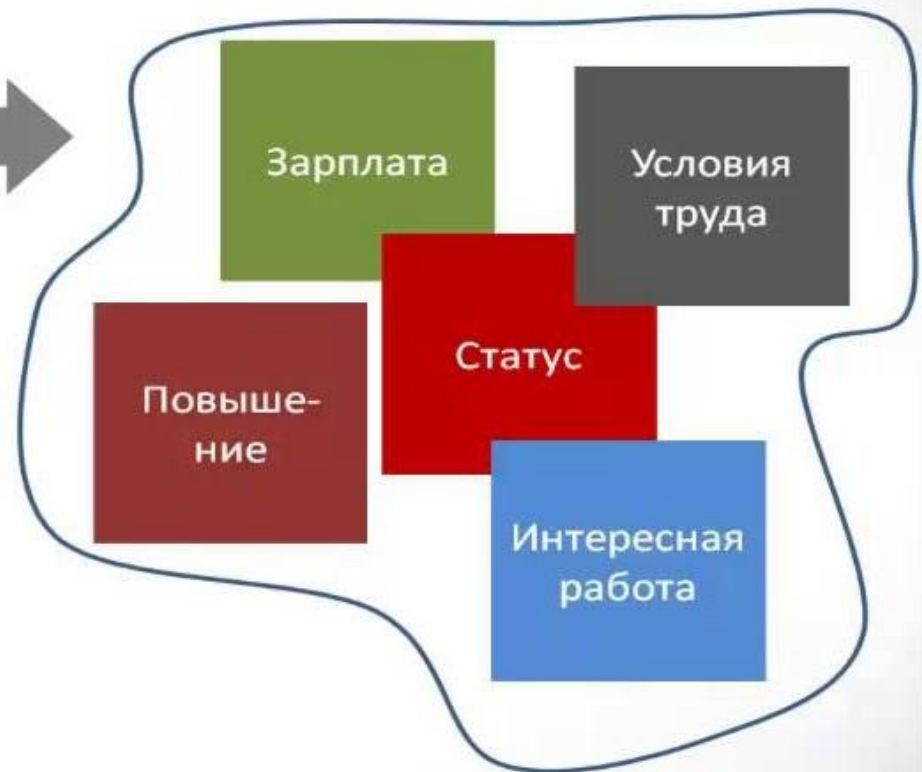 Зарплата
Условия
труда
Статус
Повыше-
ние
Интересная
работа